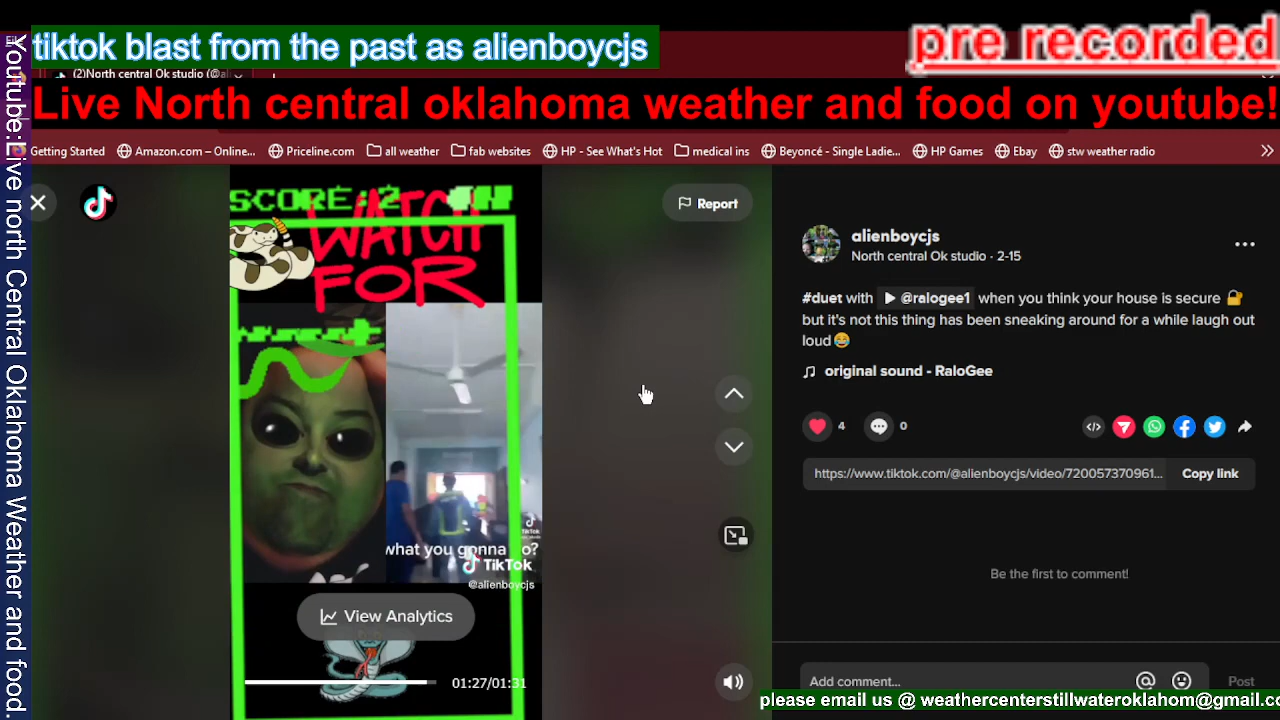 tiktok blast from the past as alienboycjs
pre recorded
(2)North central Ok studio (@al
Live North central oklahoma weather and food on youtube!
Youtube:Live north Central Oklahoma Weather and food.
Getting Started Amazon.com – Online... Priceline.com all weather fab websites HP - See What's Hot medical ins Beyoncé - Single Ladie... HP Games Ebay stw weather radio
Report
SCORE: 2
WATCH
FOR
what you gonna
o?
TikTok
@alienboycjs
View Analytics
01:27/01:31
alienboycjs
North central Ok studio · 2-15
#duet with @ralogee1 when you think your house is secure 🔐
but it's not this thing has been sneaking around for a while laugh out
loud😂
original sound - RaloGee
4 0
https://www.tiktok.com/@alienboycjs/video/720057370961... Copy link
Be the first to comment!
Add comment... Post
please email us @ weathercenterstillwateroklahom@gmail.co